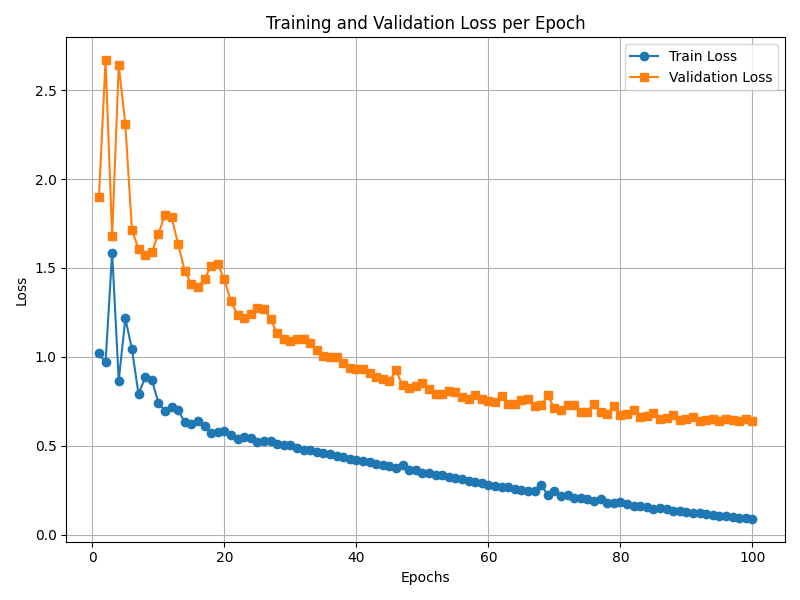 Training and Validation Loss per Epoch
Train Loss
Validation Loss
2.5
2.0
1.5
1.0
0.5
0.0
Loss
0 20 40 60 80 100
Epochs